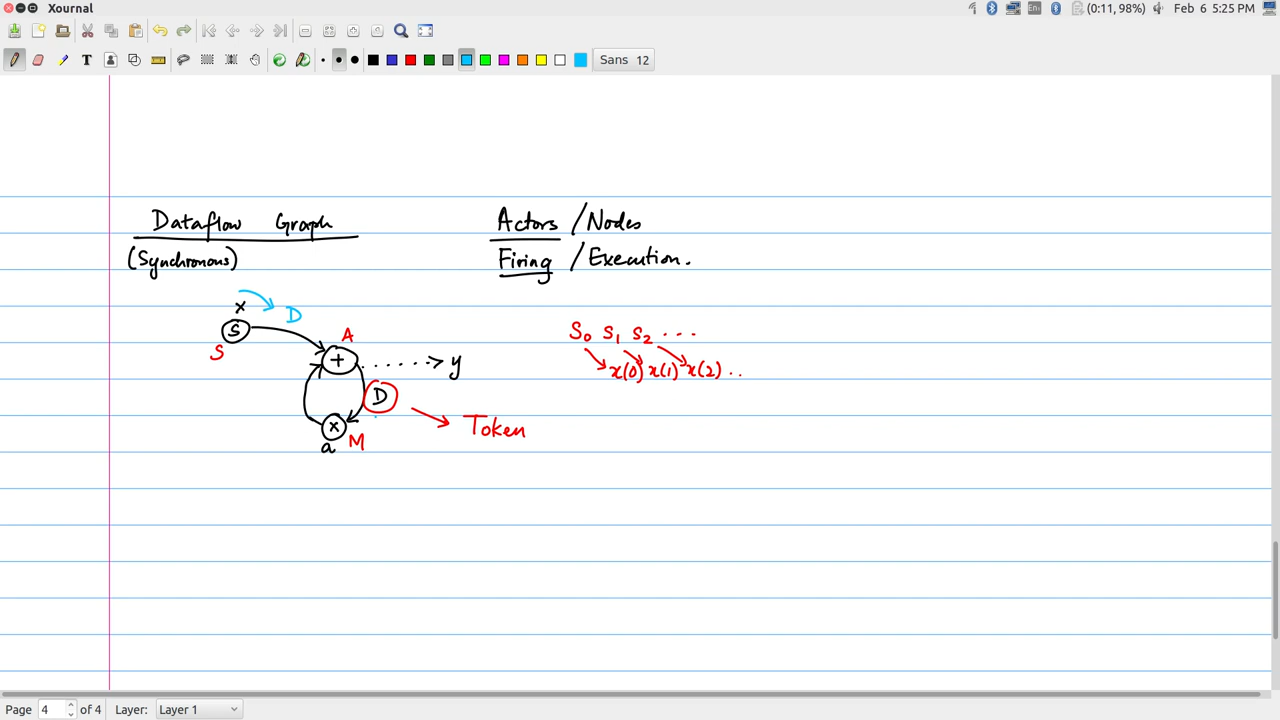 Xournal
(0:11, 98%)
Feb 6 5:25 PM
En
T
Sans 12
Dataflow Graph
Actors / Nodes
(Synchronous)
Firing / Execution.
x
D
S
S
A
+
y
D
x
a
M
Token
S0 S1 S2 ...
x(0) x(1) x(2) ..
Page 4 of 4 Layer: Layer 1